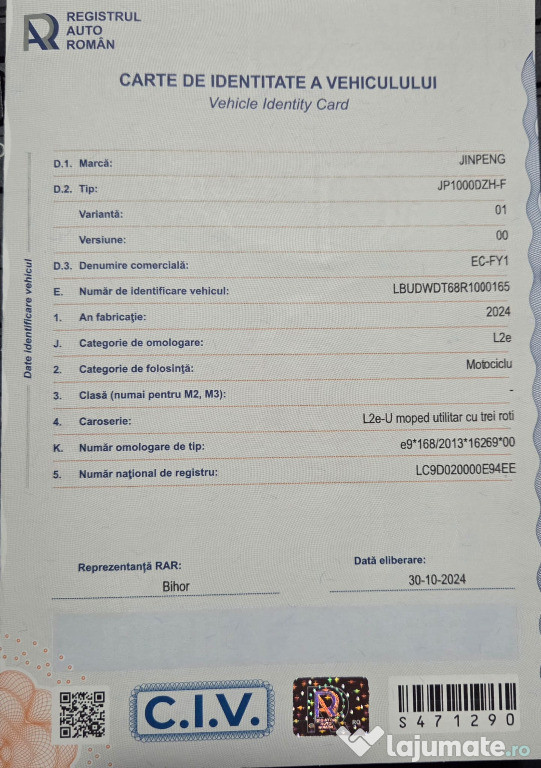 REGISTRUL
AUTO
ROMÂN
CARTE DE IDENTITATE A VEHICULULUI
Vehicle Identity Card
Date identificare vehicul
D.1. Marcă: JINPENG
D.2. Tip: JP1000DZH-F
Variantă: 01
Versiune: 00
D.3. Denumire comercială: EC-FY1
E. Număr de identificare vehicul: LBUDWDT68R1000165
1. An fabricaţie: 2024
J. Categorie de omologare: L2e
2. Categorie de folosinţă: Motociclu
3. Clasă (numai pentru M2, M3): -
4. Caroserie: L2e-U moped utilitar cu trei roti
K. Număr omologare de tip: e9*168/2013*16269*00
5. Număr naţional de registru: LC9D020000E94EE
Reprezentanţă RAR: Bihor
Dată eliberare: 30-10-2024
C.I.V.
S471290
lajumate.ro